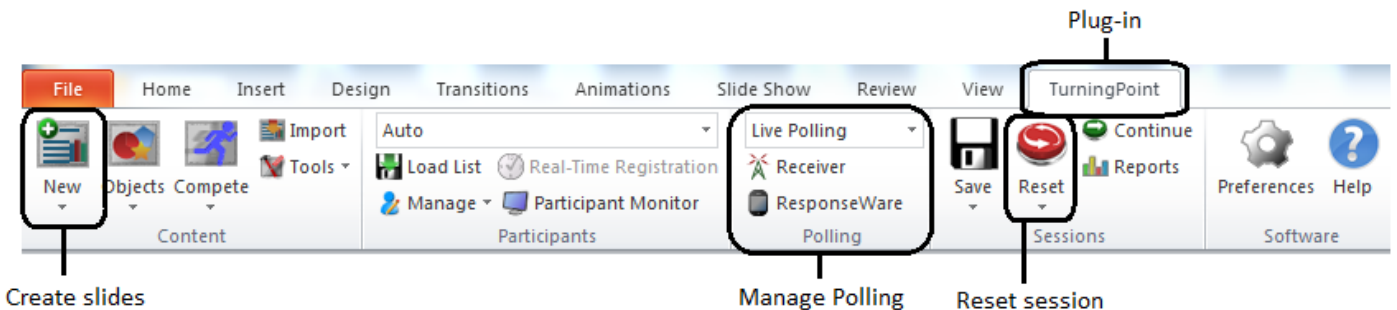 Plug-in
File Home Insert Design Transitions Animations Slide Show Review View TurningPoint
New Objects Compete Import Tools
Auto
Load List Real-Time Registration
Manage Participant Monitor
Live Polling
Receiver
ResponseWare
Save Reset Continue Reports
Preferences Help
Content Participants Polling Sessions Software
Create slides Manage Polling Reset session